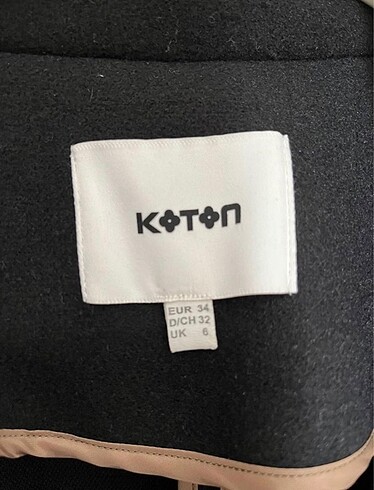 KOTON
EUR 34
D/CH 32
UK 6